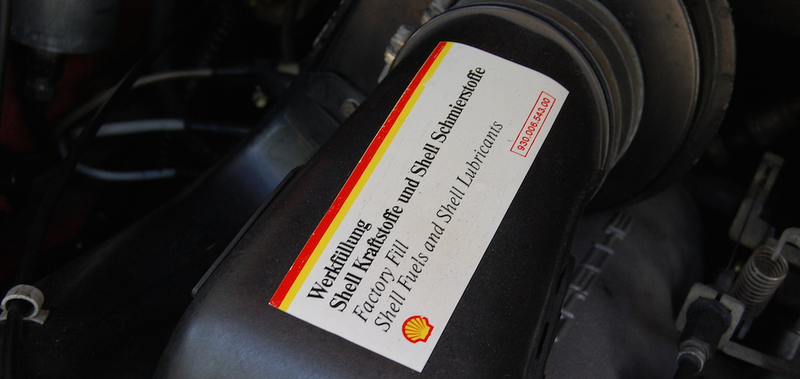 Werkfüllung
Shell Kraftstoffe und Shell Schmierstoffe
Factory Fill
Shell Fuels and Shell Lubricants
930.006.543.00